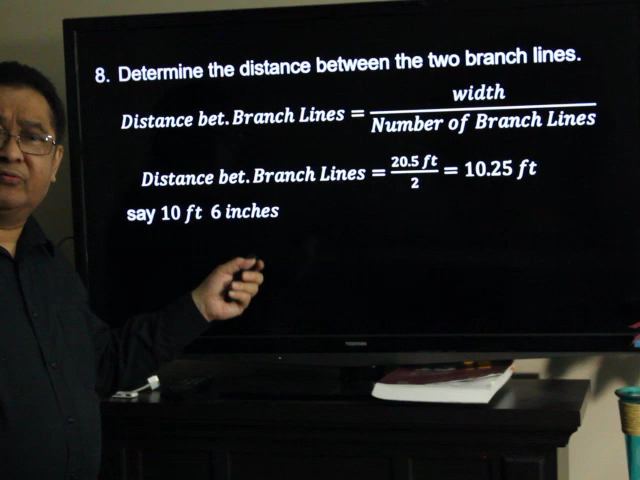 8. Determine the distance between the two branch lines.
Distance bet. Branch Lines = width / Number of Branch Lines
Distance bet. Branch Lines = 20.5 ft / 2 = 10.25 ft
say 10 ft 6 inches
TOSHIBA